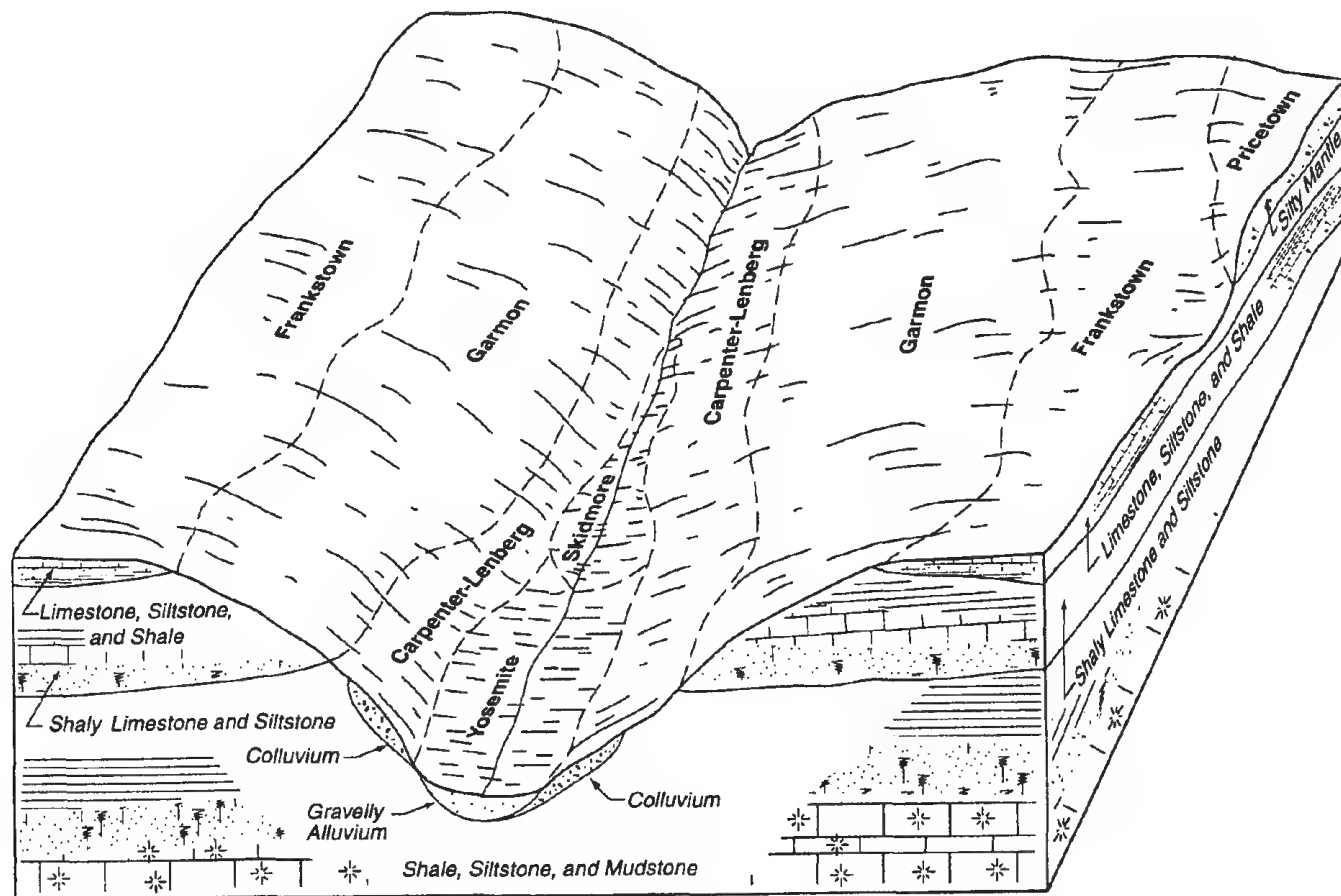 Pricetown
Silty Mantle
Frankstown
Garmon
Carpenter-Lenberg
Garmon
Frankstown
Limestone, Siltstone, and Shale
Skidmore
Shaly Limestone and Siltstone
Carpenter-Lenberg
Yosemite
Limestone, Siltstone,
and Shale
Shaly Limestone and Siltstone
Colluvium
Colluvium
Gravelly
Alluvium
Shale, Siltstone, and Mudstone